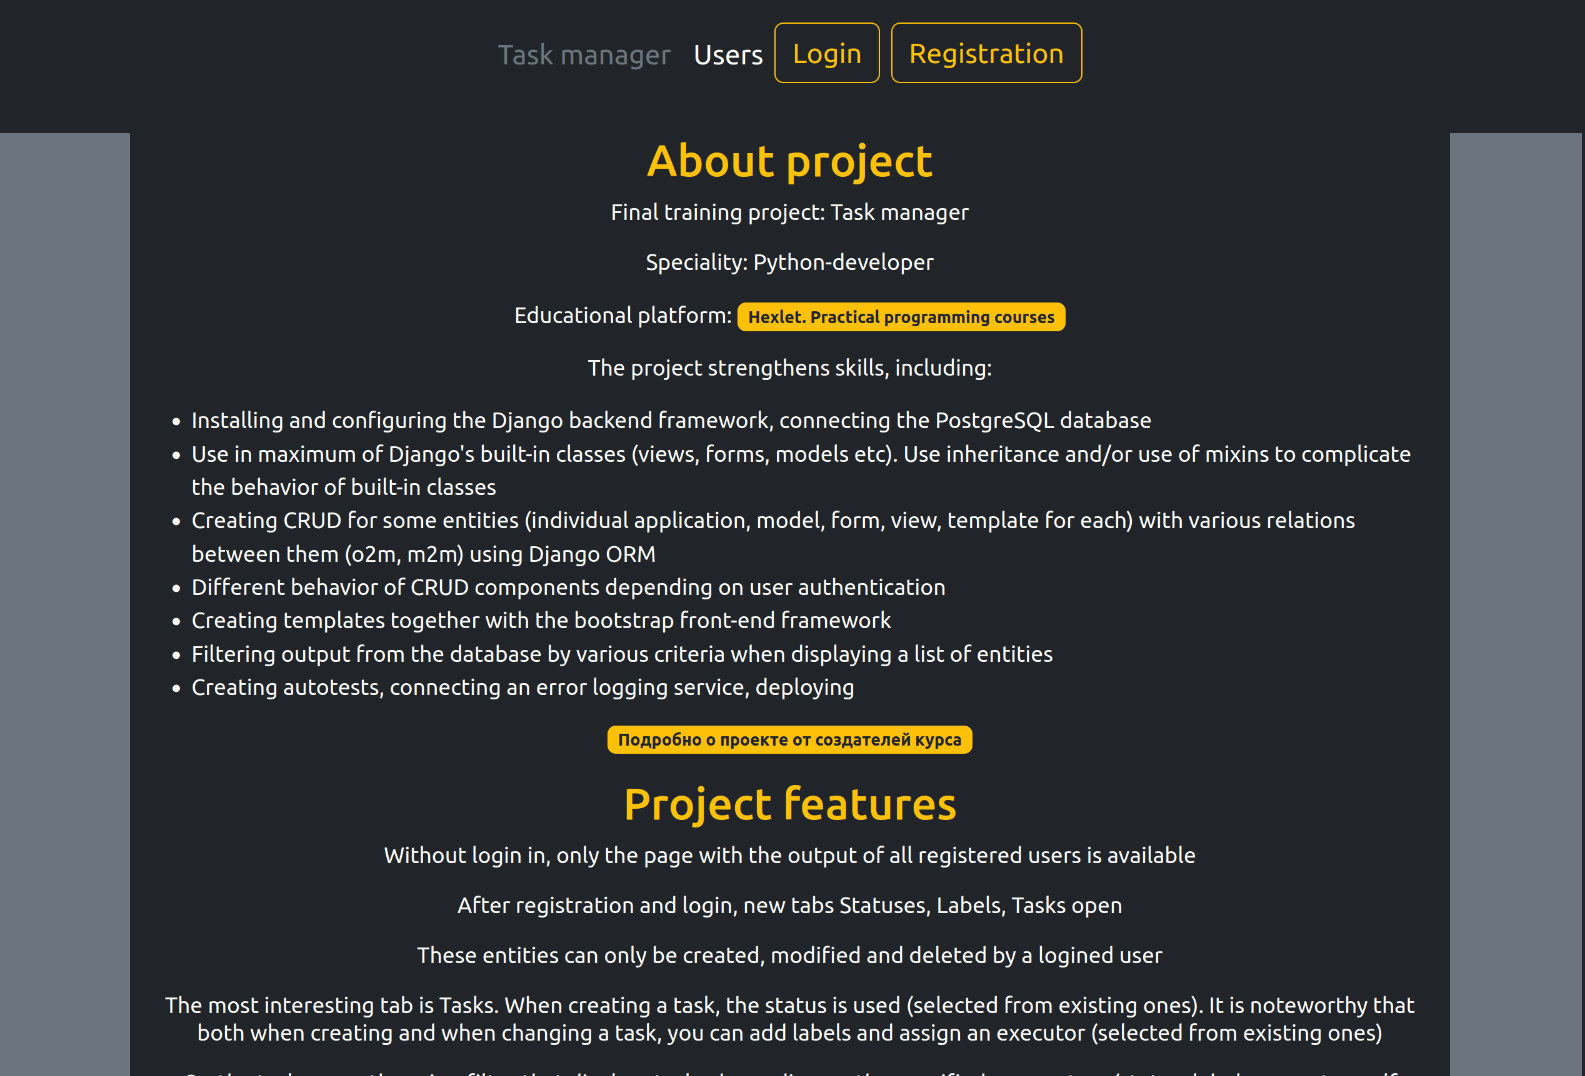 Task manager Users Login Registration
About project
Final training project: Task manager
Speciality: Python-developer
Educational platform: Hexlet. Practical programming courses
The project strengthens skills, including:
• Installing and configuring the Django backend framework, connecting the PostgreSQL database
• Use in maximum of Django's built-in classes (views, forms, models etc). Use inheritance and/or use of mixins to complicate
the behavior of built-in classes
• Creating CRUD for some entities (individual application, model, form, view, template for each) with various relations
between them (o2m, m2m) using Django ORM
• Different behavior of CRUD components depending on user authentication
• Creating templates together with the bootstrap front-end framework
• Filtering output from the database by various criteria when displaying a list of entities
• Creating autotests, connecting an error logging service, deploying
Подробно о проекте от создателей курса
Project features
Without login in, only the page with the output of all registered users is available
After registration and login, new tabs Statuses, Labels, Tasks open
These entities can only be created, modified and deleted by a logined user
The most interesting tab is Tasks. When creating a task, the status is used (selected from existing ones). It is noteworthy that
both when creating and when changing a task, you can add labels and assign an executor (selected from existing ones)